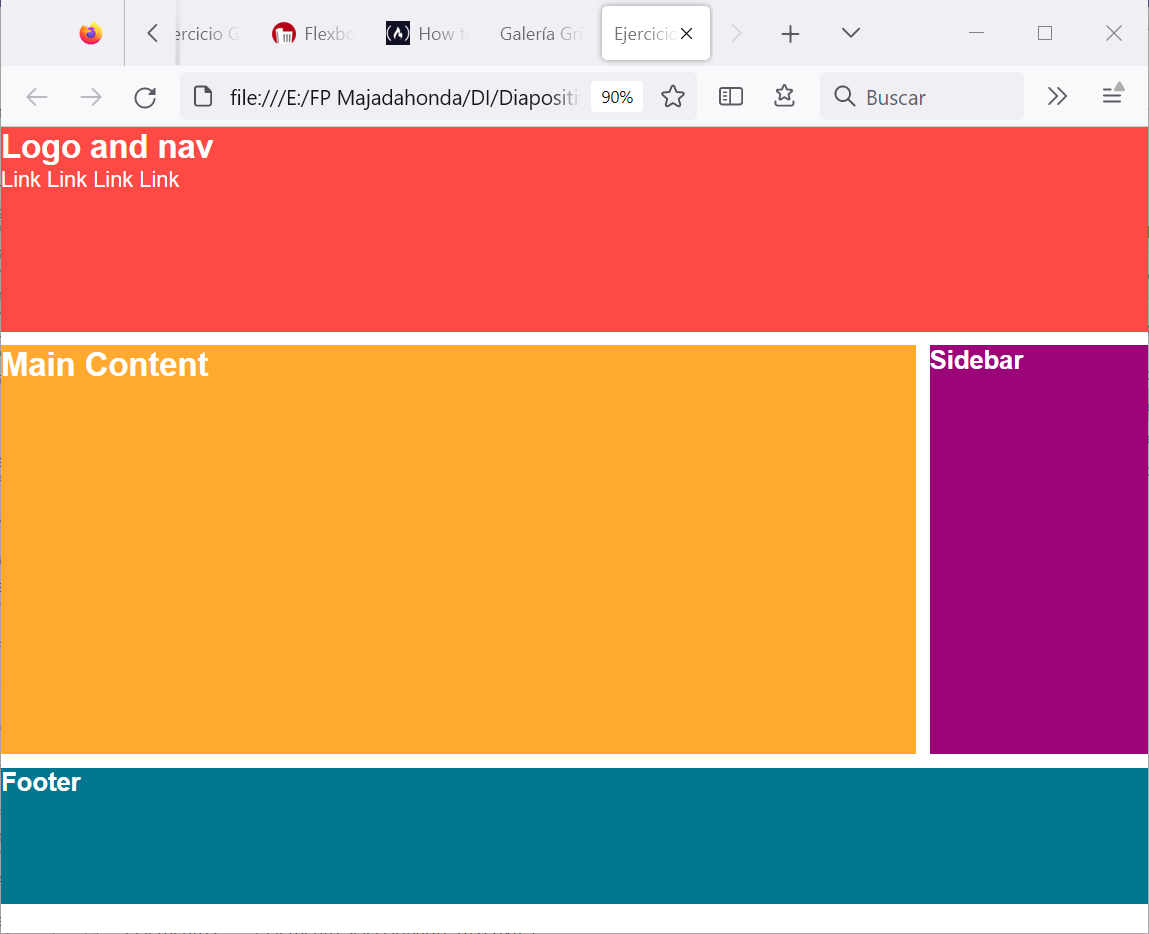 ercicio G Flexbo How t Galería Gri Ejercicio
file:///E:/FP Majadahonda/DI/Diapositi 90% Buscar
Logo and nav
Link Link Link Link
Main Content
Sidebar
Footer